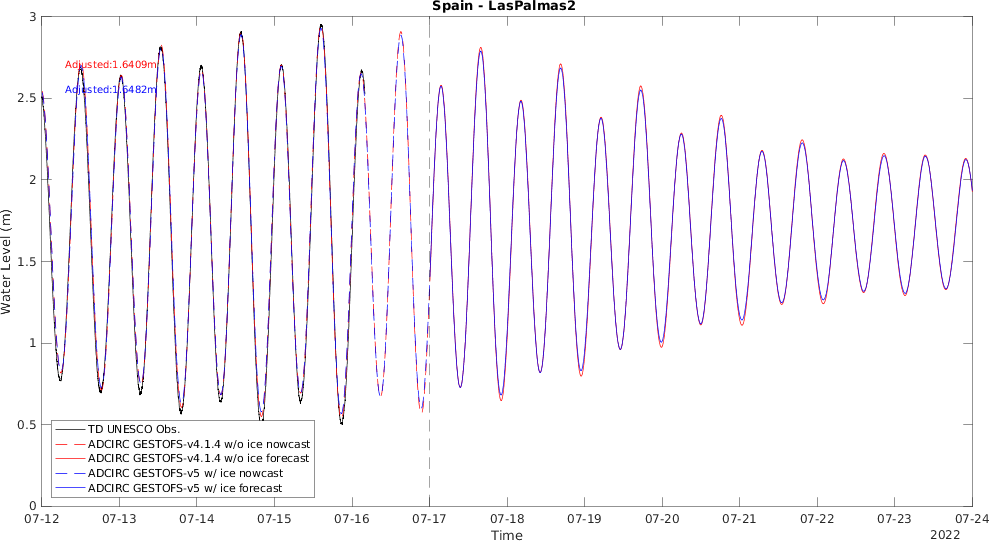 Spain - LasPalmas2
3
2.5
2
1.5
1
0.5
0
Water Level (m)
Adjusted:1.6409m
Adjusted:1.6482m
TD UNESCO Obs.
ADCIRC GESTOFS-v4.1.4 w/o ice nowcast
ADCIRC GESTOFS-v4.1.4 w/o ice forecast
ADCIRC GESTOFS-v5 w/ ice nowcast
ADCIRC GESTOFS-v5 w/ ice forecast
07-12 07-13 07-14 07-15 07-16 07-17 07-18 07-19 07-20 07-21 07-22 07-23 07-24
Time
2022